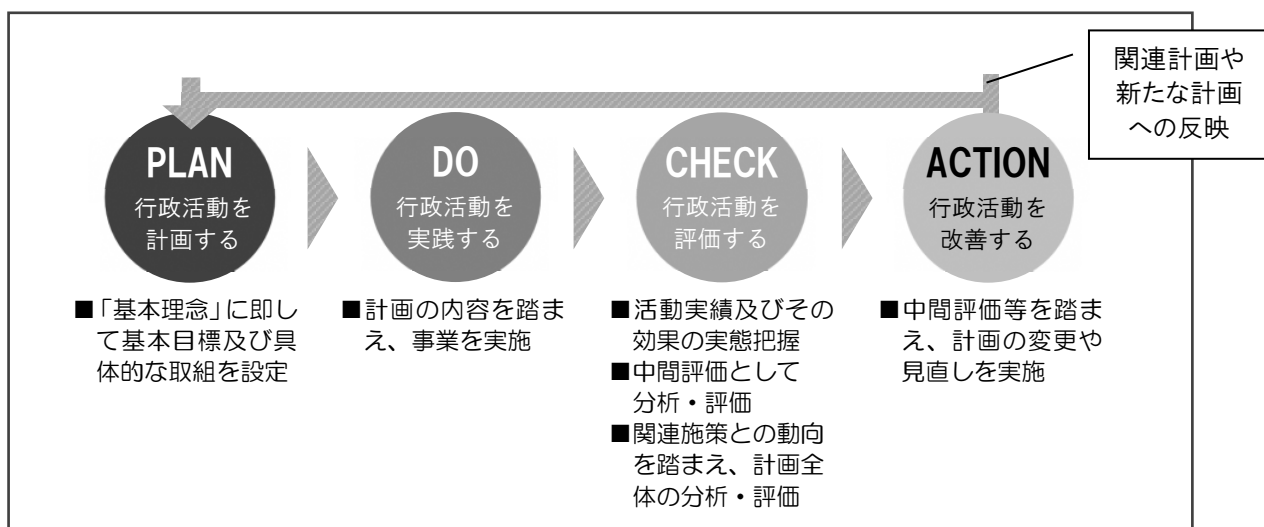 関連計画や
新たな計画
への反映
PLAN
行政活動を
計画する
■「基本理念」に即し
て基本目標及び具
体的な取組を設定
DO
行政活動を
実践する
■計画の内容を踏ま
え、事業を実施
CHECK
行政活動を
評価する
■活動実績及びその
効果の実態把握
■中間評価として
分析・評価
■関連施策との動向
を踏まえ、計画全
体の分析・評価
ACTION
行政活動を
改善する
■中間評価等を踏ま
え、計画の変更や
見直しを実施